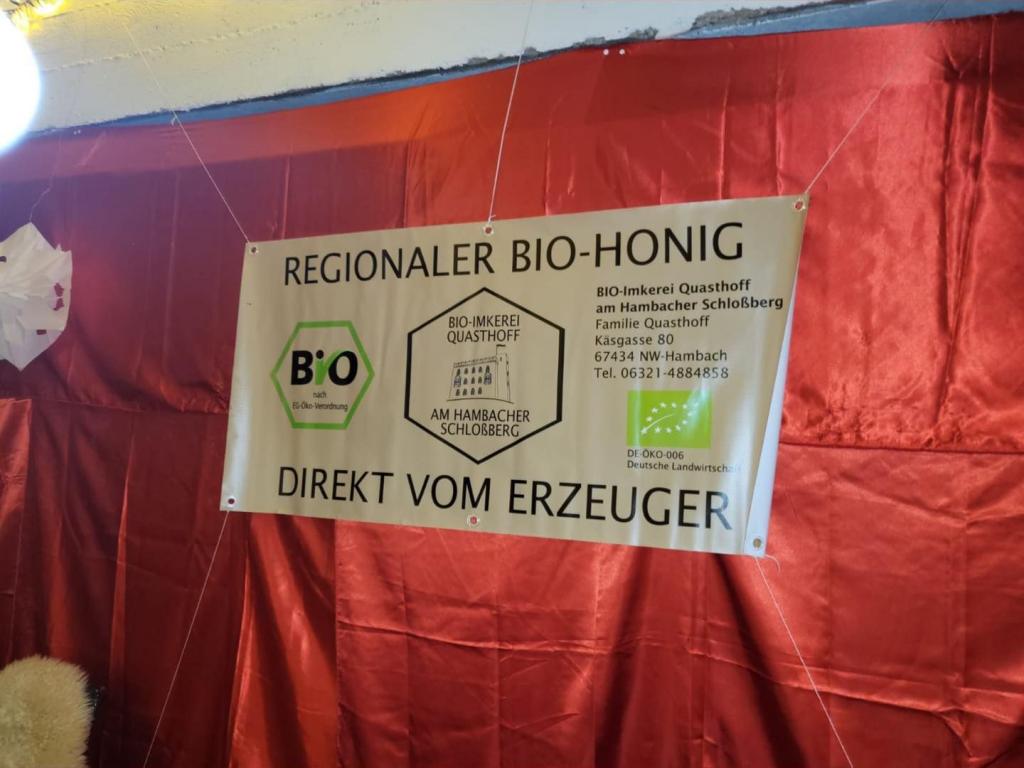 REGIONALER BIO-HONIG
BiO
nach
EG-Öko-Verordnung
BIO-IMKEREI
QUASTHOFF
AM HAMBACHER
SCHLOßBERG
BIO-Imkerei Quasthoff
am Hambacher Schloßberg
Familie Quasthoff
Käsgasse 80
67434 NW-Hambach
Tel. 06321-4884858
DE-ÖKO-006
Deutsche Landwirtscha
DIREKT VOM ERZEUGER